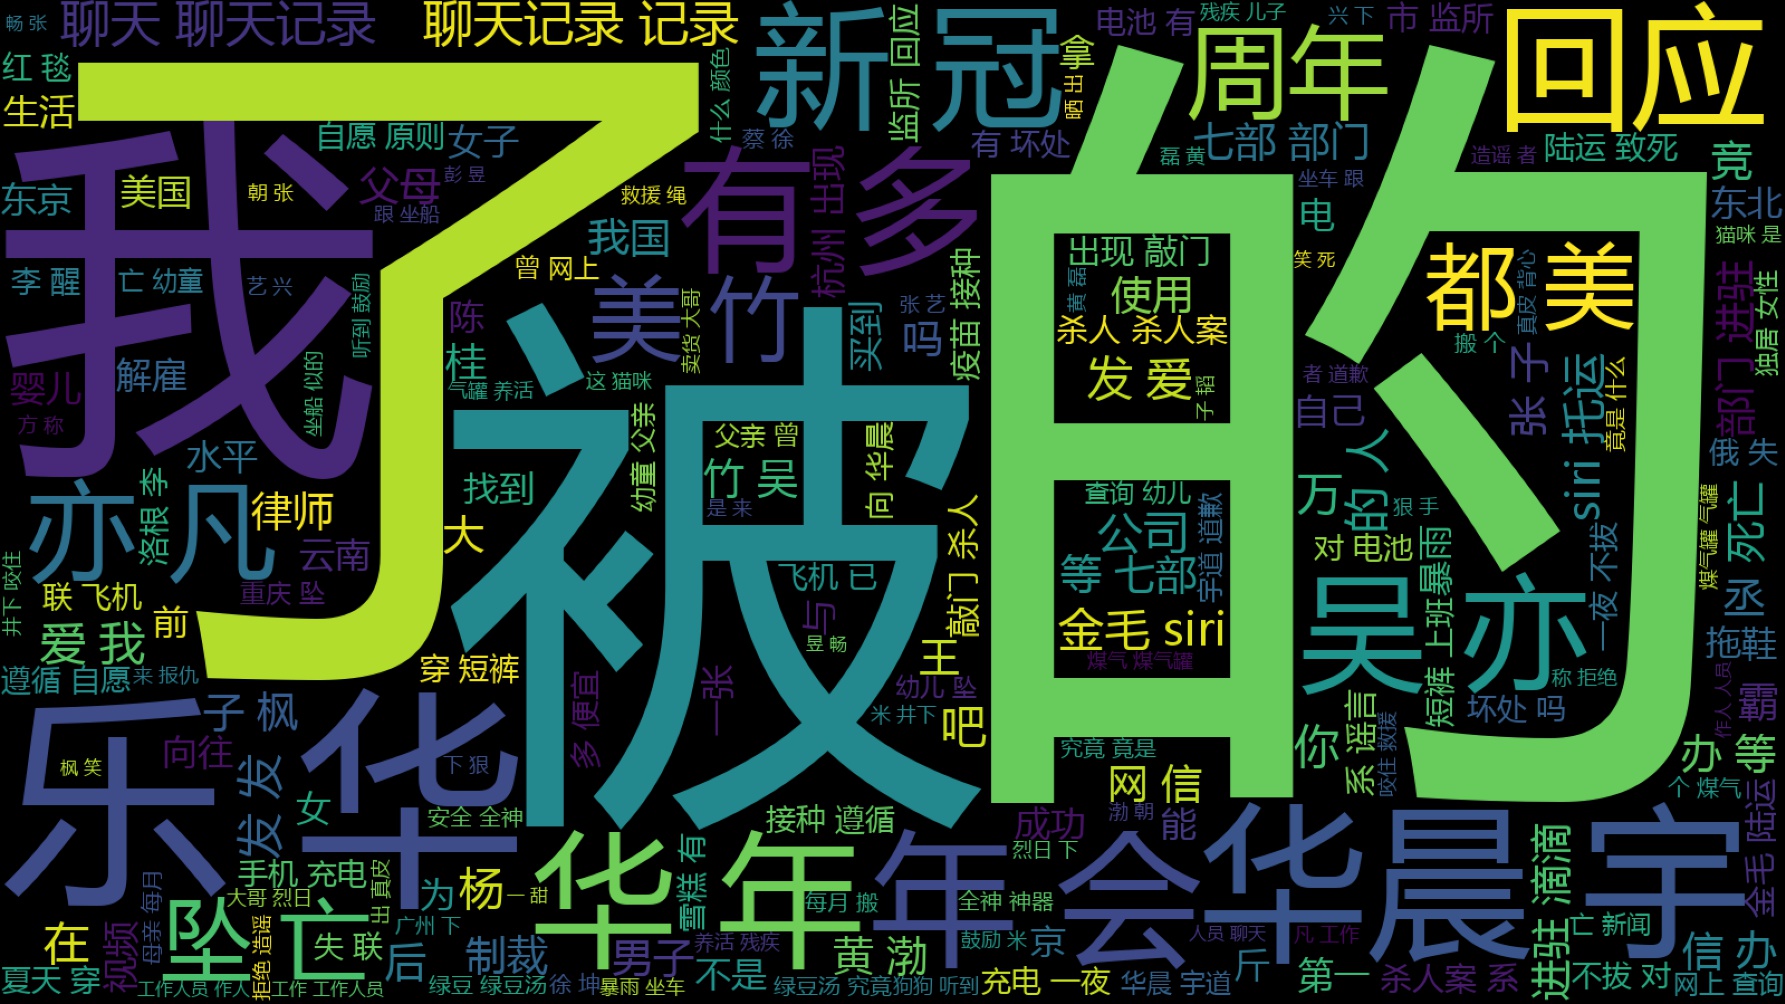 畅 张
聊天 聊天记录
聊天记录 记录
新 冠
监所 回应
电池 有
残疾 儿子
兴 下
市 监所
回应
红 毯
什么 颜色
拿
晒 出
周年
生活
了
自愿 原则
女子
蔡 徐
有 坏处
七部 部门
磊 黄
造谣 者
陆运 致死
竟
我
东京
美国
朝 张
父母
彭 昱
跟 坐船
救援 绳
有 多
杭州 出现
的
坐车 跟
电
东北
猫咪 是
我国
李 醒
亡 幼童
艺 兴
听到 鼓励
曾 网上
美 竹
卖货 大哥
疫苗 接种
出现 敲门
黄 磊
笑 死
都 美
真皮 背心
部门 进驻
独居 女性
陈
桂
张 艺
吗
买到
使用
杀人 杀人案
发 爱
子 韬
搬 个
婴儿
解雇
方 称
坐船 似的
气罐 养活
这 猫咪
者 道歉
自己
张 子
siri 托运
竟是 什么
被
水平
幼童 父亲
父亲 曾
向 华晨
竹 吴
是 来
俄 失
亦 凡
洛根 李
律师
找到
查询 幼儿
宇道 道歉
万
的 人
狠 手
煤气罐 气罐
死亡
云南
大
敲门 杀人
公司
等 七部
对 电池
一夜 不拔
井下 咬住
联 飞机
重庆 坠
飞机 已
与
昱 畅
吴 亦
上班 暴雨
丞
爱 我
前
金毛 siri
煤气 煤气罐
拖鞋
遵循 自愿
来 报仇
穿 短裤
王
幼儿 坠
米 井下
称 拒绝
作人 人员
乐 华
子 枫
一张
多 便宜
吧
短裤 上班
坏处 吗
霸
向往
枫 笑
发 发
下 狠
究竟 竟是
你
系 谣言
咬住 救援
办 等
个 煤气
女
安全 全神
接种 遵循
网 信
成功
渤 朝
能
烈日 下
手机 充电
大哥 烈日
出 真皮
为
杨
一 甜
华 年
雪糕 有
每月 搬
年会
全神 神器
华晨宇
进驻 滴滴
金毛 陆运
母亲 每月
在
视频
坠亡
失 联
拒绝 造谣
广州 下
后
制裁
男子
养活 残疾
不是
黄 渤
鼓励 米
京
人员 聊天
斤
凡 工作
亡 新闻
信 办
夏天 穿
工作人员 作人
工作 工作人员
绿豆 绿豆汤
徐 坤
暴雨 坐车
绿豆汤 究竟
狗狗 听到
充电 一夜
华晨 宇道
第一
杀人案 系
不拔 对
网上 查询